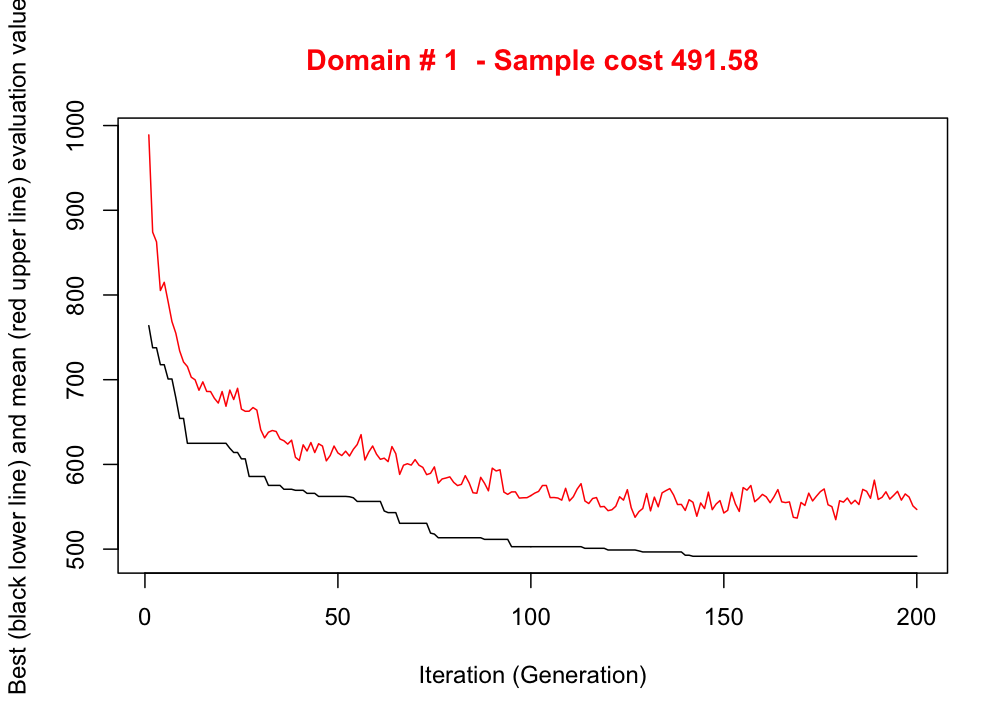 Domain # 1 - Sample cost 491.58
Best (black lower line) and mean (red upper line) evaluation value
1000
900
800
700
600
500
0 50 100 150 200
Iteration (Generation)